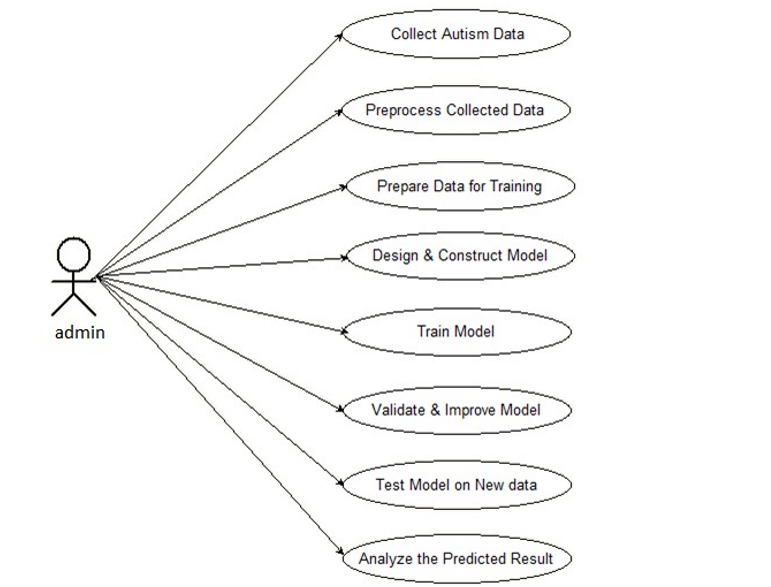 Collect Autism Data
Preprocess Collected Data
Prepare Data for Training
Design & Construct Model
admin
Train Model
Validate & Improve Model
Test Model on New data
Analyze the Predicted Result